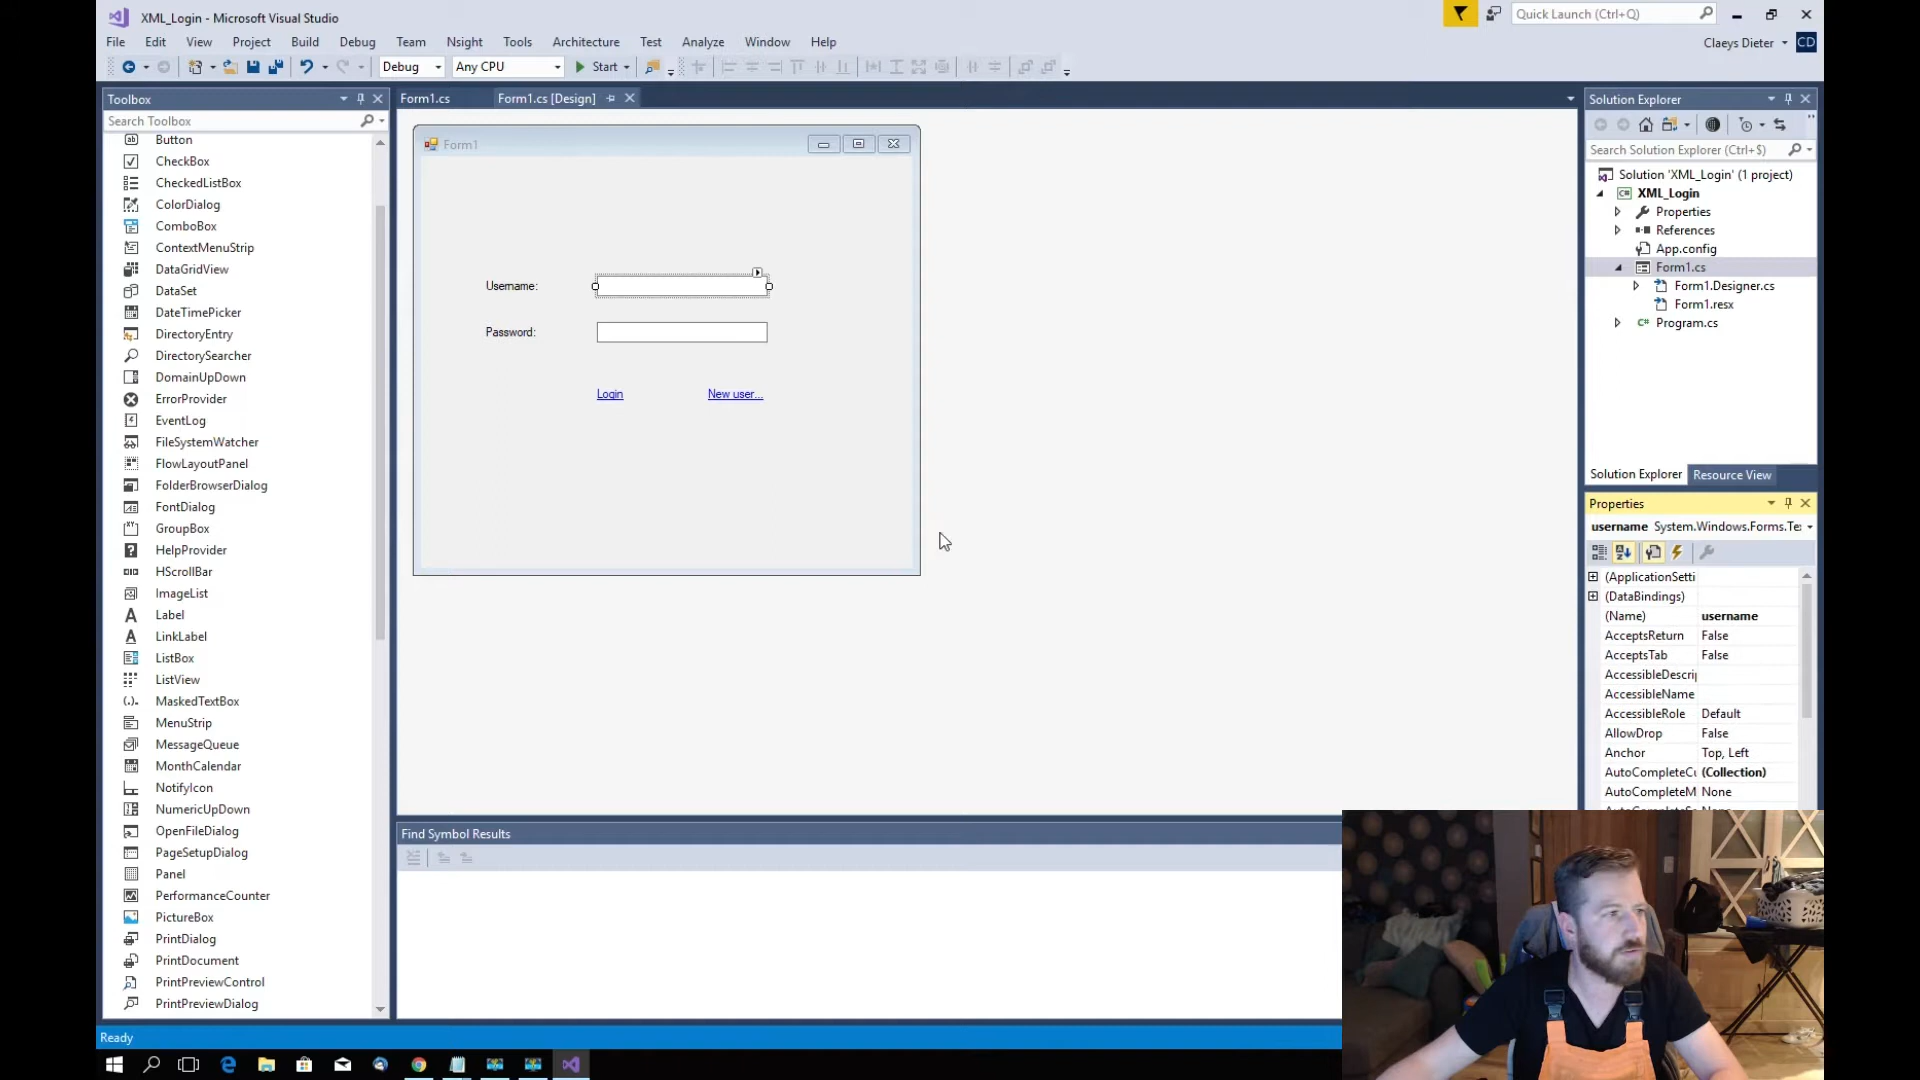 XML_Login - Microsoft Visual Studio
Quick Launch (Ctrl+Q)
File Edit View Project Build Debug Team Nsight Tools Architecture Test Analyze Window Help
Claeys Dieter CD
Debug Any CPU Start
Toolbox
Search Toolbox
Button
CheckBox
CheckedListBox
ColorDialog
ComboBox
ContextMenuStrip
DataGridView
DataSet
DateTimePicker
DirectoryEntry
DirectorySearcher
DomainUpDown
ErrorProvider
EventLog
FileSystemWatcher
FlowLayoutPanel
FolderBrowserDialog
FontDialog
GroupBox
HelpProvider
HScrollBar
ImageList
Label
LinkLabel
ListBox
ListView
MaskedTextBox
MenuStrip
MessageQueue
MonthCalendar
NotifyIcon
NumericUpDown
OpenFileDialog
PageSetupDialog
Panel
PerformanceCounter
PictureBox
PrintDialog
PrintDocument
PrintPreviewControl
PrintPreviewDialog
Form1.cs Form1.cs [Design]
Form1
Username:
Password:
Login New user...
Find Symbol Results
Solution Explorer
Search Solution Explorer (Ctrl+$)
Solution 'XML_Login' (1 project)
XML_Login
Properties
References
App.config
Form1.cs
Form1.Designer.cs
Form1.resx
Program.cs
Solution Explorer Resource View
Properties
username System.Windows.Forms.Te:
(ApplicationSetti
(DataBindings)
(Name) username
AcceptsReturn False
AcceptsTab False
AccessibleDescrip
AccessibleName
AccessibleRole Default
AllowDrop False
Anchor Top, Left
AutoCompleteCu (Collection)
AutoCompleteM None
Ready